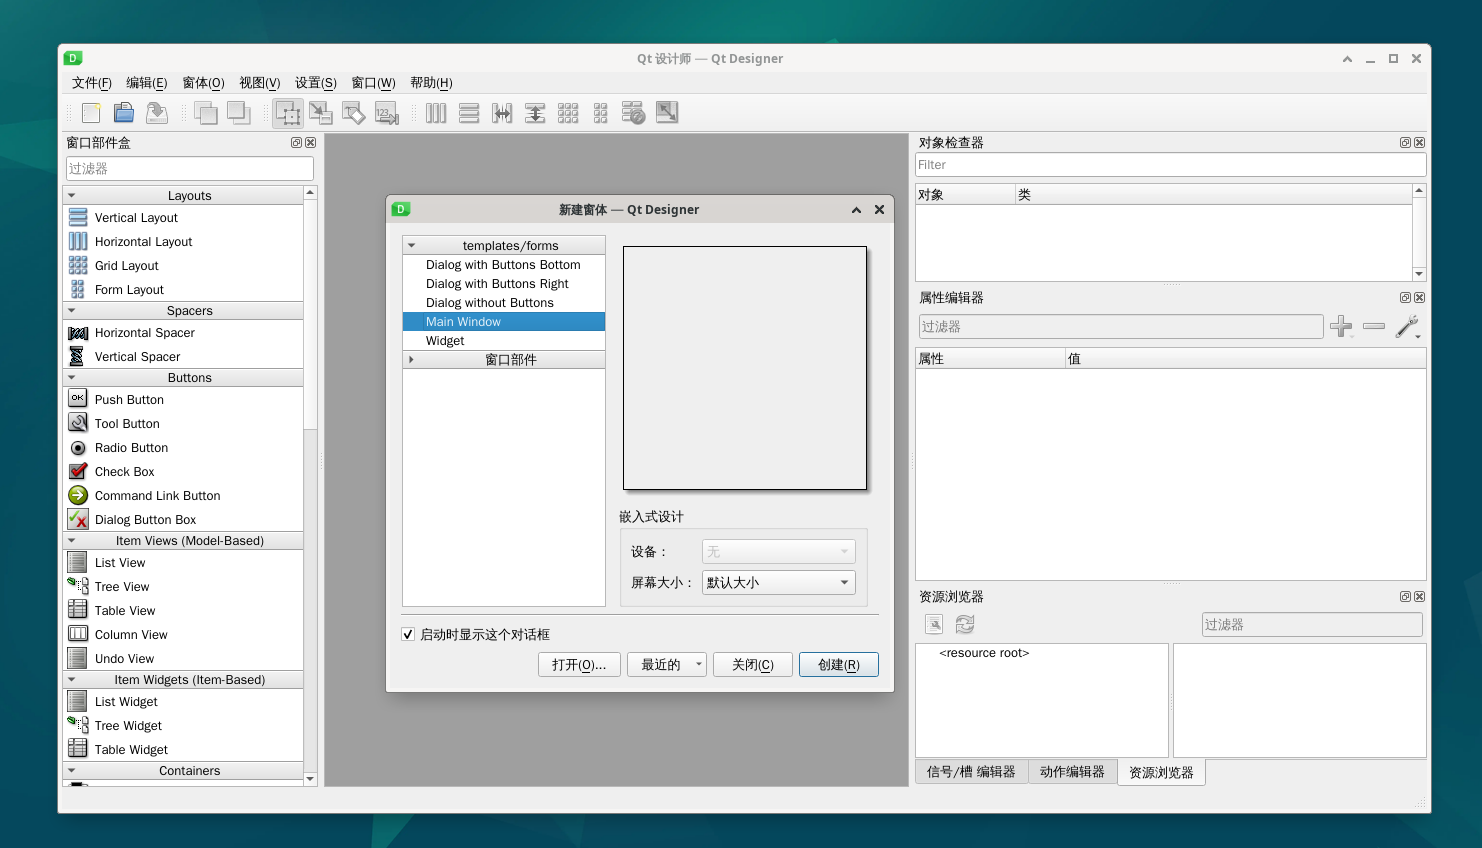 Qt 设计师 — Qt Designer
文件(F) 编辑(E) 窗体(O) 视图(V) 设置(S) 窗口(W) 帮助(H)
窗口部件盒
过滤器
Layouts
Vertical Layout
Horizontal Layout
Grid Layout
Form Layout
Spacers
Horizontal Spacer
Vertical Spacer
Buttons
Push Button
Tool Button
Radio Button
Check Box
Command Link Button
Dialog Button Box
Item Views (Model-Based)
List View
Tree View
Table View
Column View
Undo View
Item Widgets (Item-Based)
List Widget
Tree Widget
Table Widget
Containers
新建窗体 — Qt Designer
templates/forms
Dialog with Buttons Bottom
Dialog with Buttons Right
Dialog without Buttons
Main Window
Widget
窗口部件
嵌入式设计
设备： 无
屏幕大小： 默认大小
启动时显示这个对话框
打开(O)... 最近的 关闭(C) 创建(R)
对象检查器
Filter
对象 类
属性编辑器
过滤器
属性 值
资源浏览器
过滤器
<resource root>
信号/槽 编辑器 动作编辑器 资源浏览器